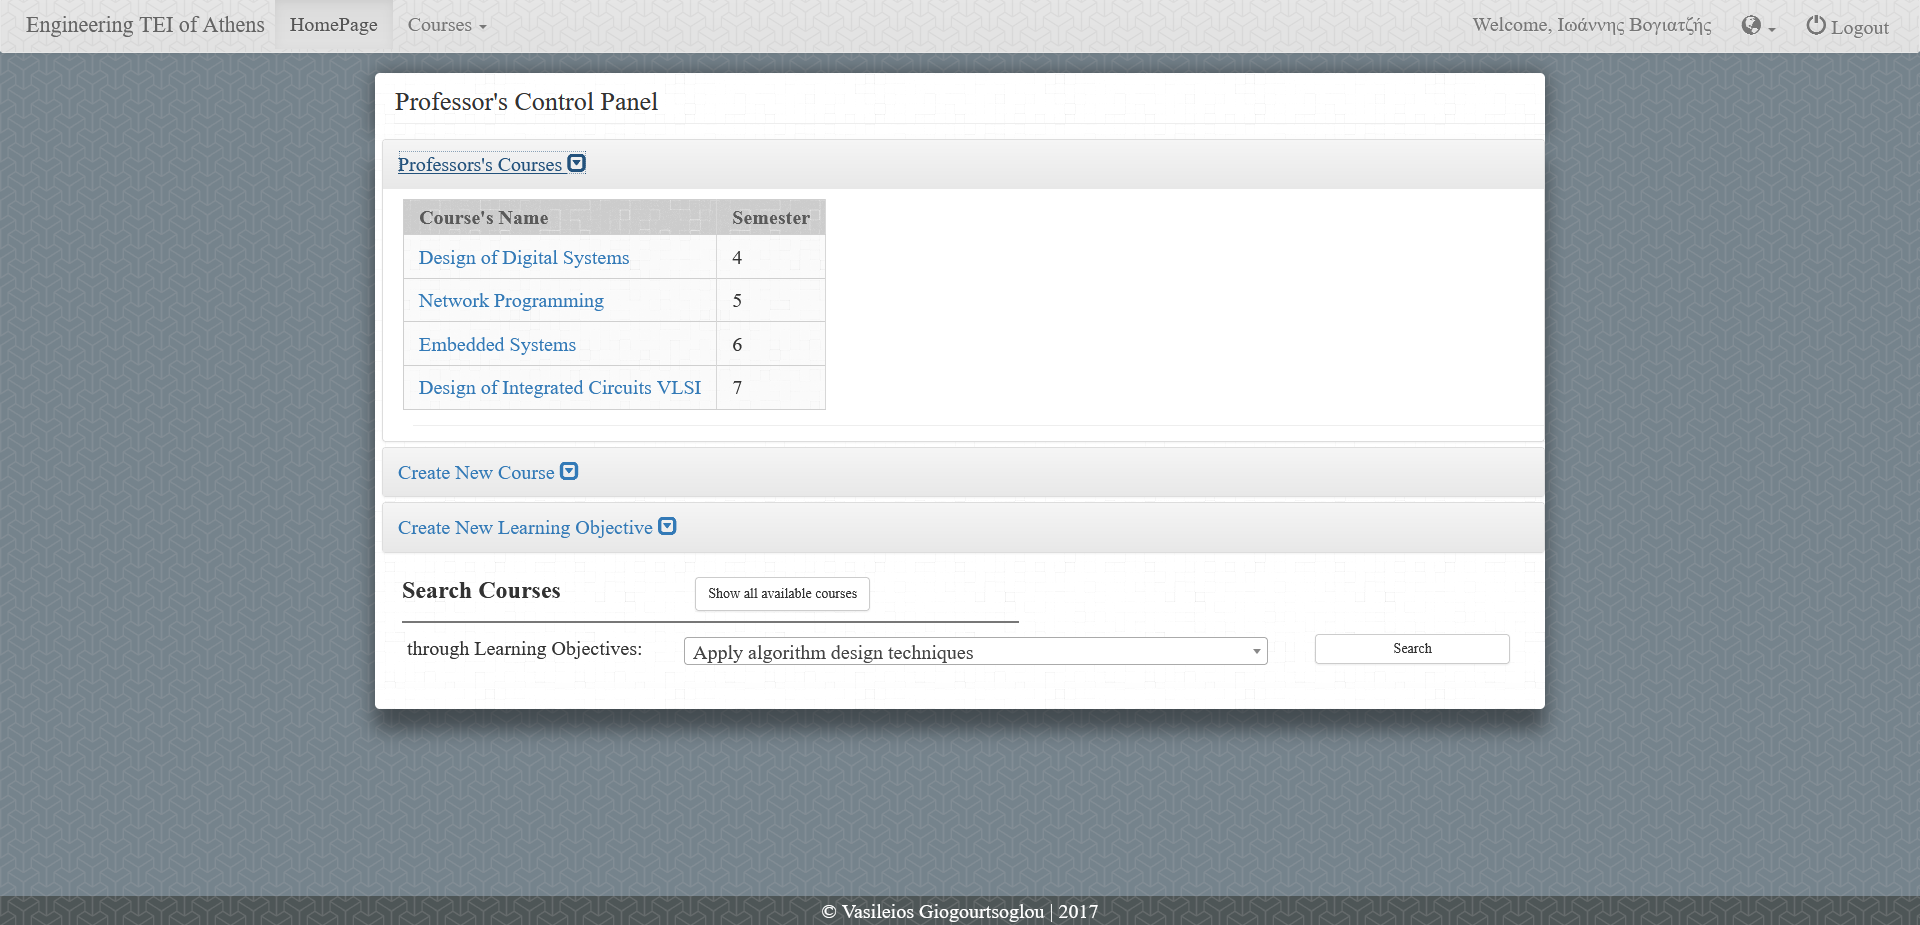 Engineering TEI of Athens HomePage Courses Welcome, Ιωάννης Βογιατζής Logout
Professor's Control Panel
Professors's Courses
Course's Name Semester
Design of Digital Systems 4
Network Programming 5
Embedded Systems 6
Design of Integrated Circuits VLSI 7
Create New Course
Create New Learning Objective
Search Courses Show all available courses
through Learning Objectives: Apply algorithm design techniques Search
© Vasileios Giogourtsoglou | 2017